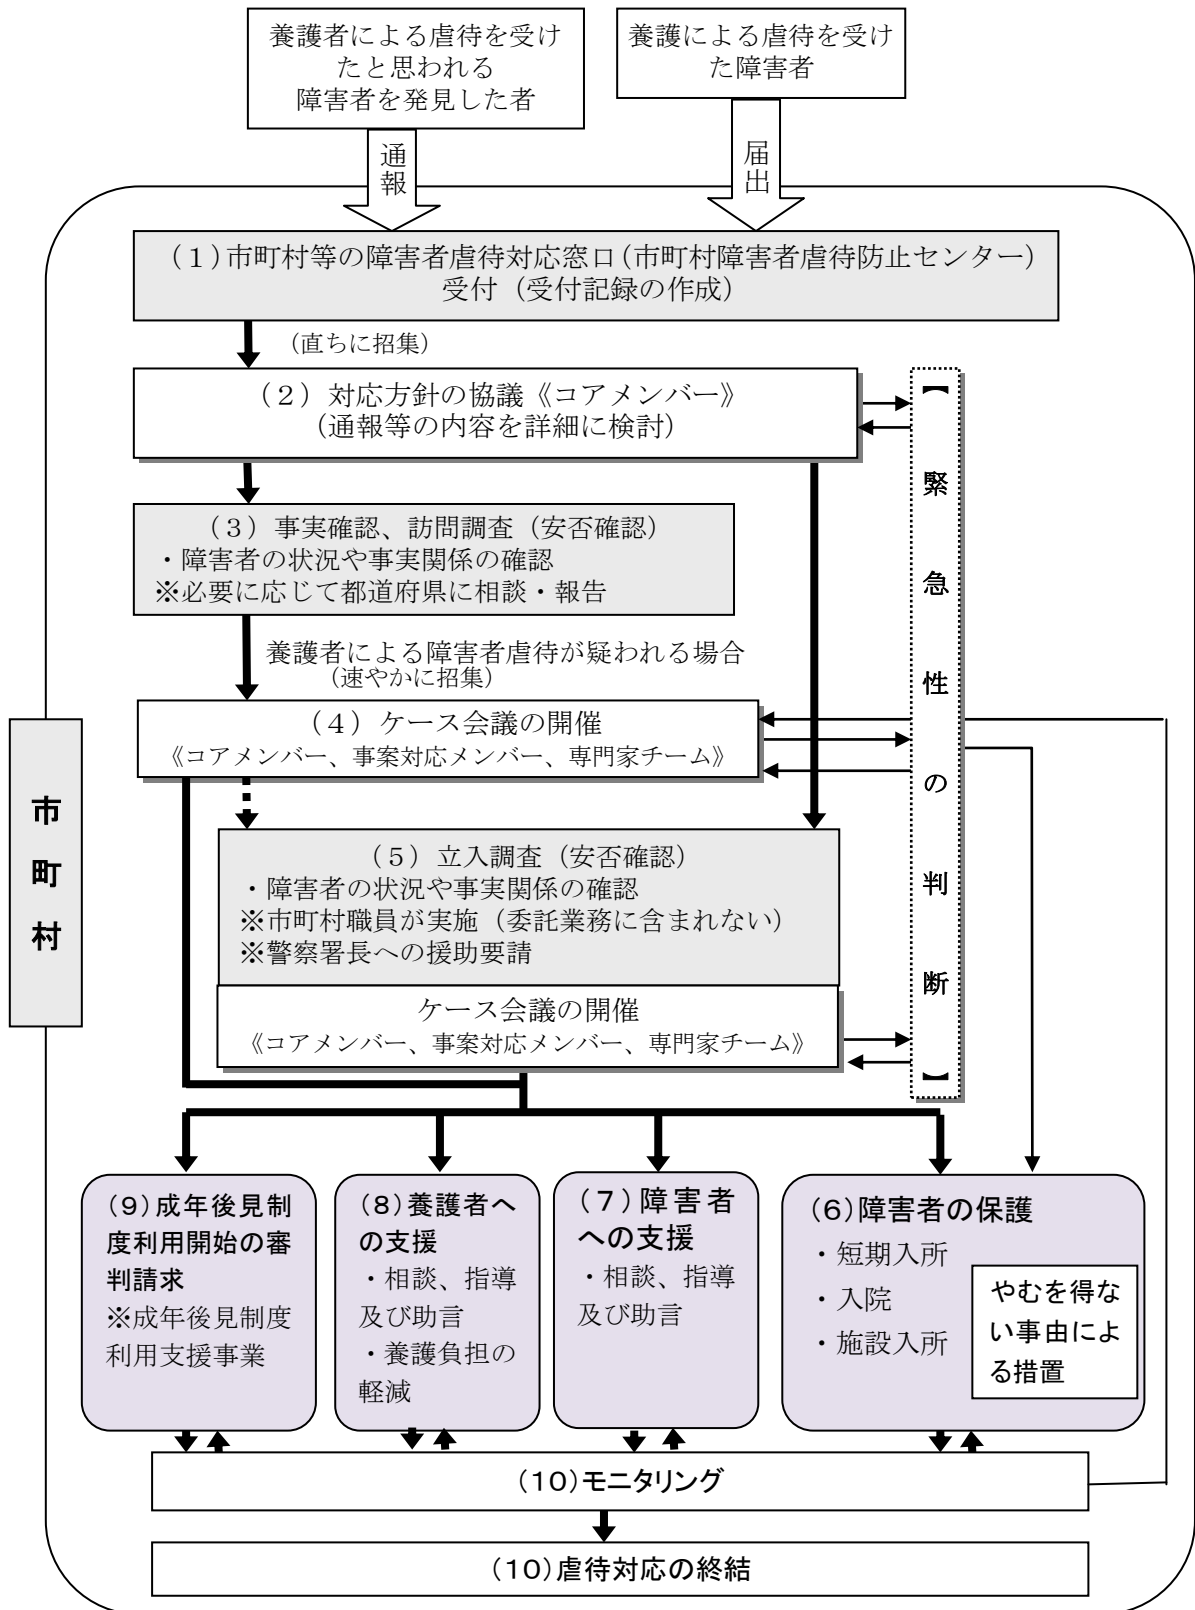 養護者による虐待を受け
たと思われる
障害者を発見した者
養護による虐待を受け
た障害者
通報
届出
(1)市町村等の障害者虐待対応窓口(市町村障害者虐待防止センター)
受付(受付記録の作成)
(直ちに招集)
(2)対応方針の協議《コアメンバー》
(通報等の内容を詳細に検討)
(3)事実確認、訪問調査(安否確認)
・障害者の状況や事実関係の確認
※必要に応じて都道府県に相談・報告
養護者による障害者虐待が疑われる場合
(速やかに招集)
(4)ケース会議の開催
《コアメンバー、事案対応メンバー、専門家チーム》
【緊急性の判断】
市町村
(5)立入調査(安否確認)
・障害者の状況や事実関係の確認
※市町村職員が実施(委託業務に含まれない)
※警察署長への援助要請
ケース会議の開催
《コアメンバー、事案対応メンバー、専門家チーム》
(9)成年後見制
度利用開始の審
判請求
※成年後見制度
利用支援事業
(8)養護者へ
の支援
・相談、指導
及び助言
・養護負担の
軽減
(7)障害者
への支援
・相談、指導
及び助言
(6)障害者の保護
・短期入所
・入院
・施設入所
やむを得な
い事由によ
る措置
(10)モニタリング
(10)虐待対応の終結